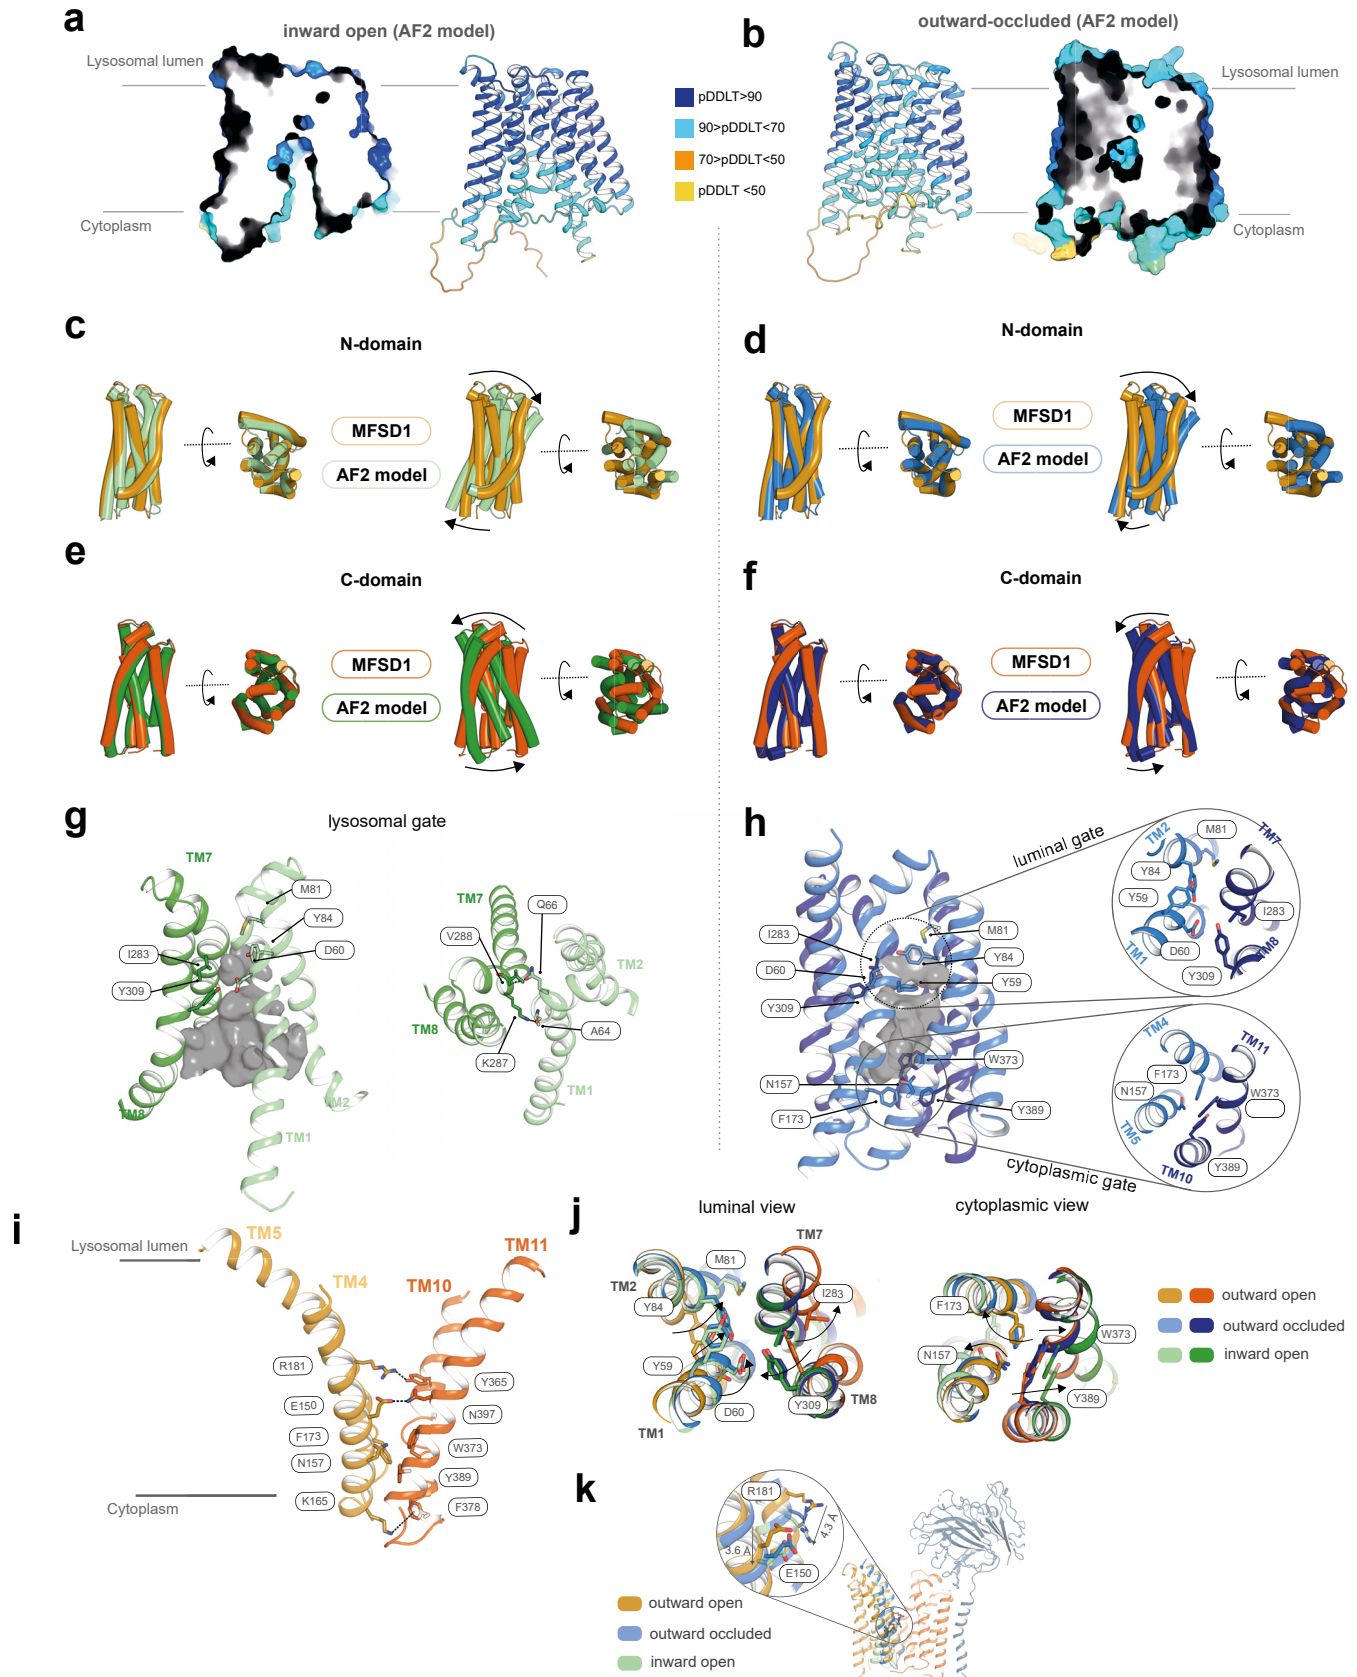 a
inward open (AF2 model)
Lysosomal lumen
Cytoplasm
pDDLT>90
90>pDDLT<70
70>pDDLT<50
pDDLT <50
b
outward-occluded (AF2 model)
Lysosomal lumen
Cytoplasm
c
N-domain
MFSD1
AF2 model
d
N-domain
MFSD1
AF2 model
e
C-domain
MFSD1
AF2 model
f
C-domain
MFSD1
AF2 model
g
lysosomal gate
TM7
M81
Y84
D60
I283
Y309
TM8
TM2
TM1
TM7
Q66
V288
TM2
TM8
A64
K287
TM1
h
luminal gate
I283
M81
D60
Y84
Y59
Y309
W373
N157
F173
Y389
cytoplasmic gate
TM2
M81
TM7
Y84
Y59
I283
TM1
D60
TM8
Y309
TM4
TM11
F173
N157
W373
TM5
Y389
TM10
i
Lysosomal lumen
TM5
TM11
TM4
TM10
R181
Y365
E150
N397
F173
W373
N157
Y389
K165
F378
Cytoplasm
j
luminal view
cytoplasmic view
TM7
M81
TM2
I283
Y84
Y59
D60
Y309
TM8
TM1
F173
W373
N157
Y389
outward open
outward occluded
inward open
k
R181
4.3 Å
3.6 Å
E150
outward open
outward occluded
inward open